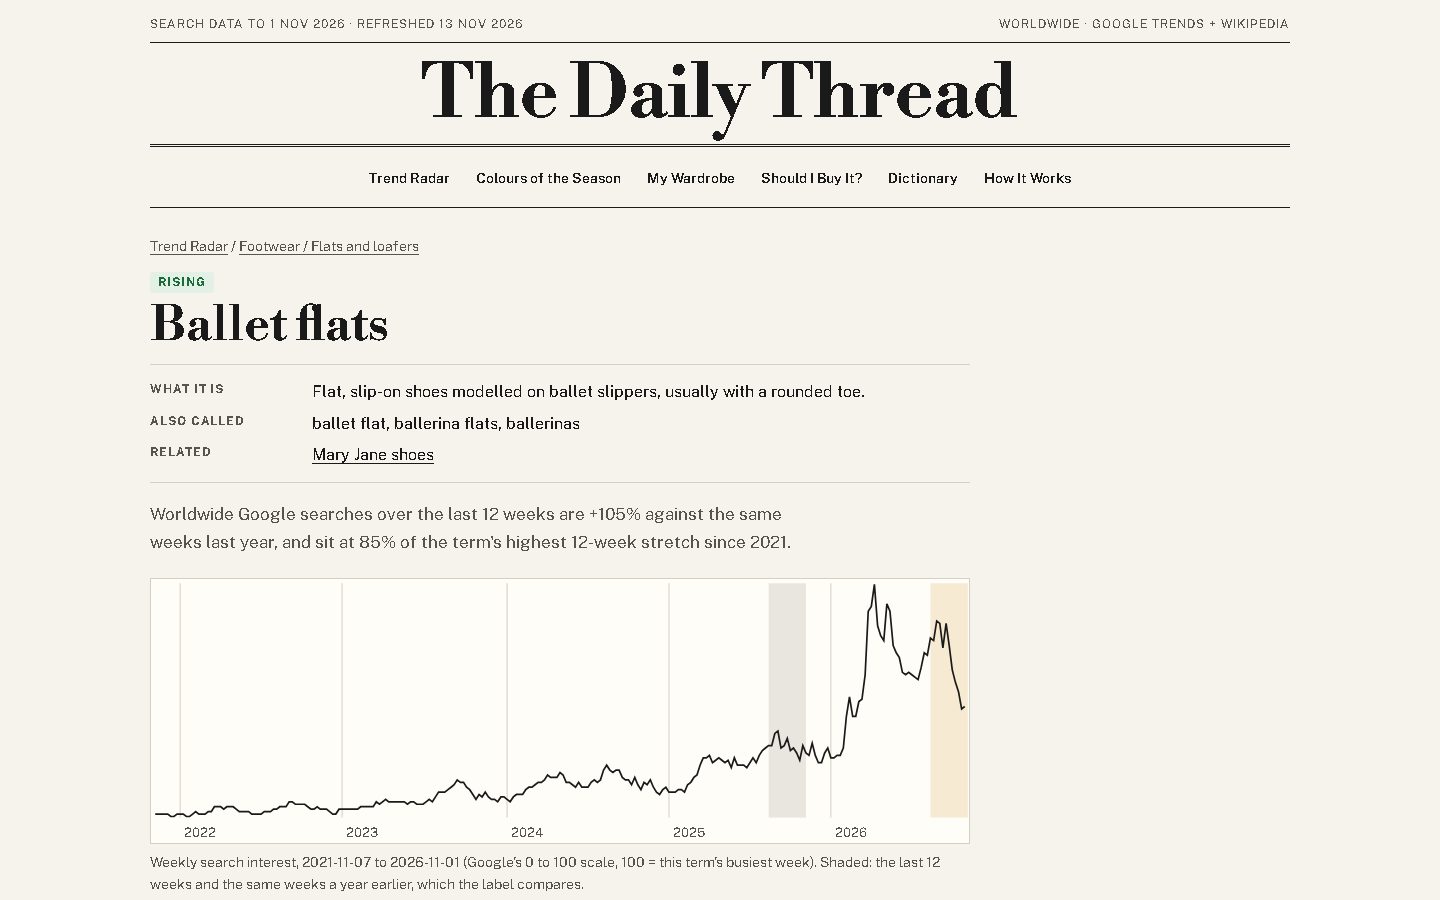 SEARCH DATA TO 1 NOV 2026 · REFRESHED 13 NOV 2026
WORLDWIDE · GOOGLE TRENDS + WIKIPEDIA
The Daily Thread
Trend Radar Colours of the Season My Wardrobe Should I Buy It? Dictionary How It Works
Trend Radar / Footwear / Flats and loafers
RISING
Ballet flats
WHAT IT IS Flat, slip-on shoes modelled on ballet slippers, usually with a rounded toe.
ALSO CALLED ballet flat, ballerina flats, ballerinas
RELATED Mary Jane shoes
Worldwide Google searches over the last 12 weeks are +105% against the same
weeks last year, and sit at 85% of the term's highest 12-week stretch since 2021.
2022 2023 2024 2025 2026
Weekly search interest, 2021-11-07 to 2026-11-01 (Google's 0 to 100 scale, 100 = this term's busiest week). Shaded: the last 12
weeks and the same weeks a year earlier, which the label compares.